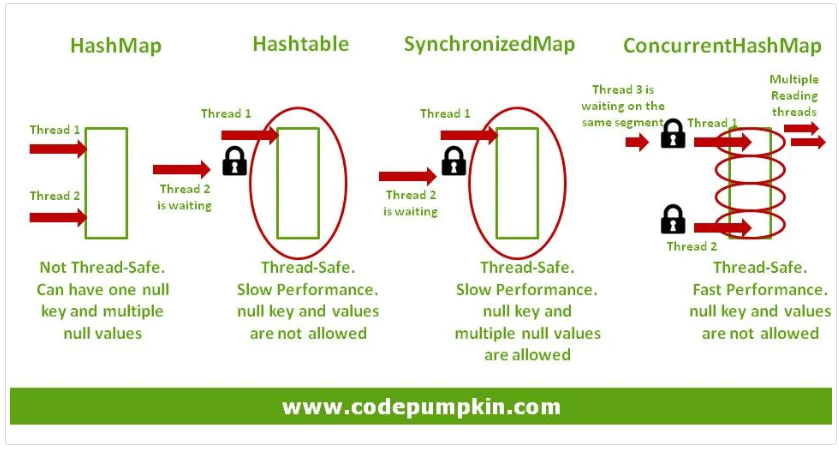 HashMap
Thread 1
Thread 2
Not Thread-Safe.
Can have one null
key and multiple
null values
Hashtable
Thread 1
Thread 2
is waiting
Thread-Safe.
Slow Performance.
null key and values
are not allowed
SynchronizedMap
Thread 1
Thread 2
is waiting
Thread-Safe.
Slow Performance.
null key and
multiple null values
are allowed
ConcurrentHashMap
Thread 3 is
waiting on the
same segment
Thread 1
Multiple
Reading
threads
Thread 2
Thread-Safe.
Fast Performance.
null key and values
are not allowed
www.codepumpkin.com